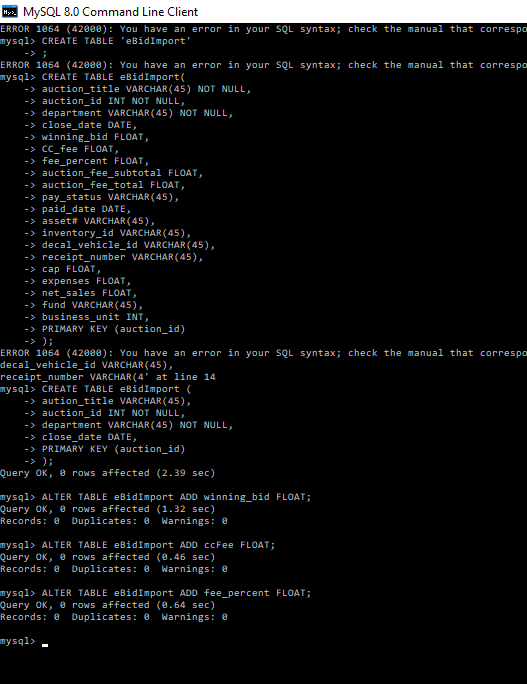 MySQL 8.0 Command Line Client
ERROR 1064 (42000): You have an error in your SQL syntax; check the manual that correspo
mysql> CREATE TABLE 'eBidImport'
    -> ;
ERROR 1064 (42000): You have an error in your SQL syntax; check the manual that correspo
mysql> CREATE TABLE eBidImport(
    -> auction_title VARCHAR(45) NOT NULL,
    -> auction_id INT NOT NULL,
    -> department VARCHAR(45) NOT NULL,
    -> close_date DATE,
    -> winning_bid FLOAT,
    -> CC_fee FLOAT,
    -> fee_percent FLOAT,
    -> auction_fee_subtotal FLOAT,
    -> auction_fee_total FLOAT,
    -> pay_status VARCHAR(45),
    -> paid_date DATE,
    -> asset# VARCHAR(45),
    -> inventory_id VARCHAR(45),
    -> decal_vehicle_id VARCHAR(45),
    -> receipt_number VARCHAR(45),
    -> cap FLOAT,
    -> expenses FLOAT,
    -> net_sales FLOAT,
    -> fund VARCHAR(45),
    -> business_unit INT,
    -> PRIMARY KEY (auction_id)
    -> );
ERROR 1064 (42000): You have an error in your SQL syntax; check the manual that correspo
decal_vehicle_id VARCHAR(45),
receipt_number VARCHAR(4' at line 14
mysql> CREATE TABLE eBidImport (
    -> aution_title VARCHAR(45),
    -> auction_id INT NOT NULL,
    -> department VARCHAR(45) NOT NULL,
    -> close_date DATE,
    -> PRIMARY KEY (auction_id)
    -> );
Query OK, 0 rows affected (2.39 sec)
mysql> ALTER TABLE eBidImport ADD winning_bid FLOAT;
Query OK, 0 rows affected (1.32 sec)
Records: 0  Duplicates: 0  Warnings: 0
mysql> ALTER TABLE eBidImport ADD ccFee FLOAT;
Query OK, 0 rows affected (0.46 sec)
Records: 0  Duplicates: 0  Warnings: 0
mysql> ALTER TABLE eBidImport ADD fee_percent FLOAT;
Query OK, 0 rows affected (0.64 sec)
Records: 0  Duplicates: 0  Warnings: 0
mysql>